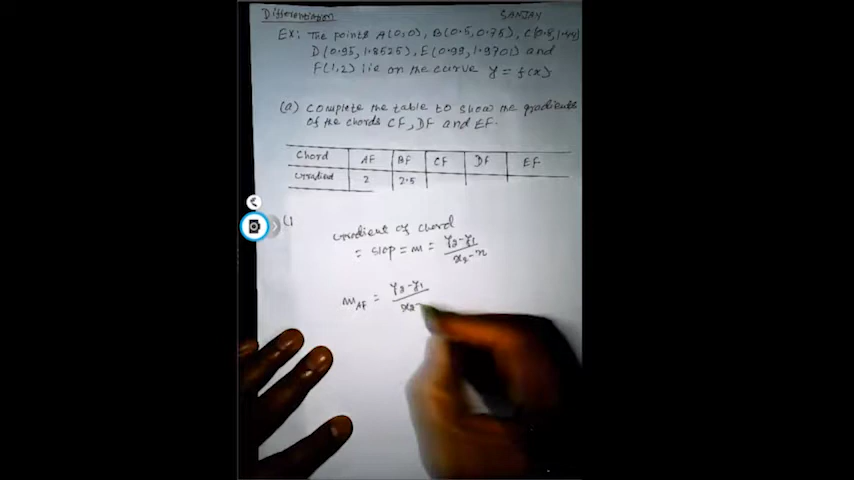 Differentiation SANJAY
Ex: The points A(0,0), B(0.5, 0.75), C(0.8, 1.44)
D(0.95, 1.8525), E(0.99, 1.9701) and
F(1,2) lie on the curve y = f(x)
(a) Complete the table to show the gradients
of the chords CF, DF and EF.
Chord AF BF CF DF EF
Gradient 2 2.5
Gradient of chord
= slop = m = y₂-y₁ / x₂-x₁
m_AF = y₂-y₁ / x₂-